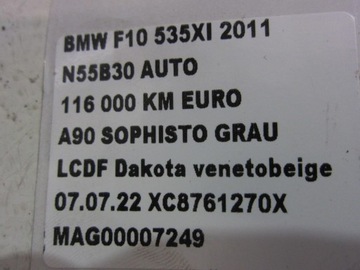 BMW F10 535XI 2011
N55B30 AUTO
116 000 KM EURO
A90 SOPHISTO GRAU
LCDF Dakota venetobeige
07.07.22 XC8761270X
MAG00007249